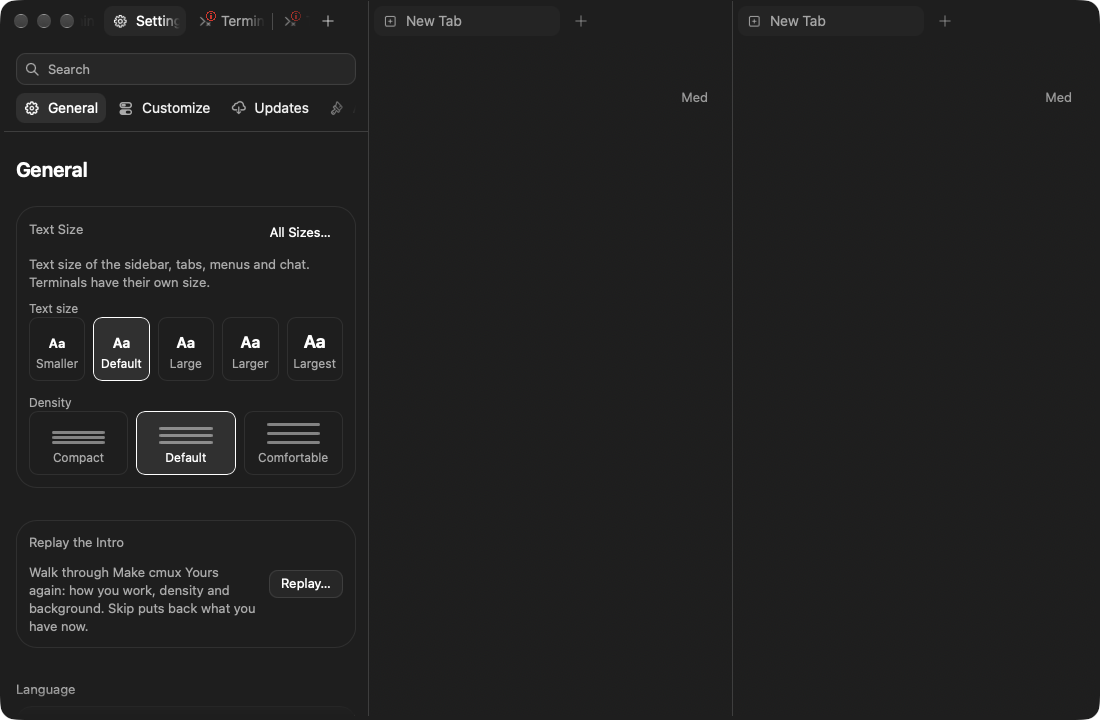 Setting
Termin
New Tab
New Tab
Search
General
Customize
Updates
Med
Med
General
Text Size
All Sizes...
Text size of the sidebar, tabs, menus and chat.
Terminals have their own size.
Text size
Aa
Aa
Aa
Aa
Aa
Smaller
Default
Large
Larger
Largest
Density
Compact
Default
Comfortable
Replay the Intro
Walk through Make cmux Yours
again: how you work, density and
background. Skip puts back what you
have now.
Replay...
Language